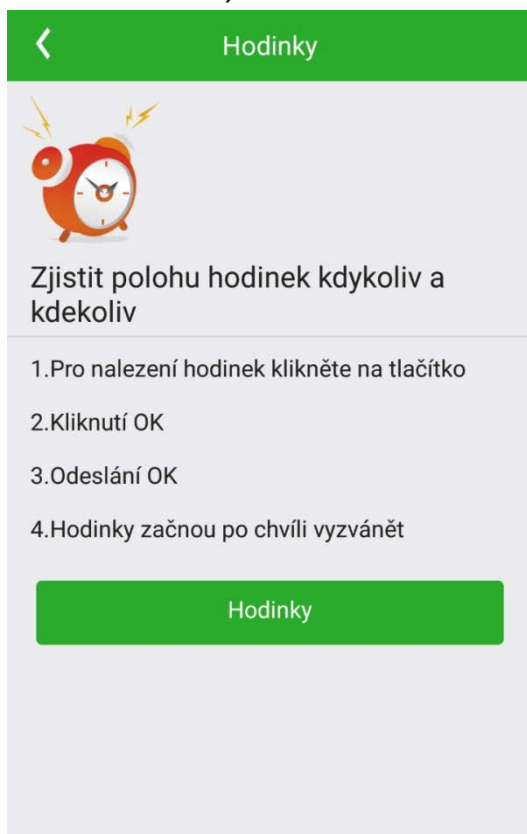 Hodinky
Zjistit polohu hodinek kdykoliv a
kdekoliv
1.Pro nalezení hodinek klikněte na tlačítko
2.Kliknutí OK
3.Odeslání OK
4.Hodinky začnou po chvíli vyzvánět
Hodinky